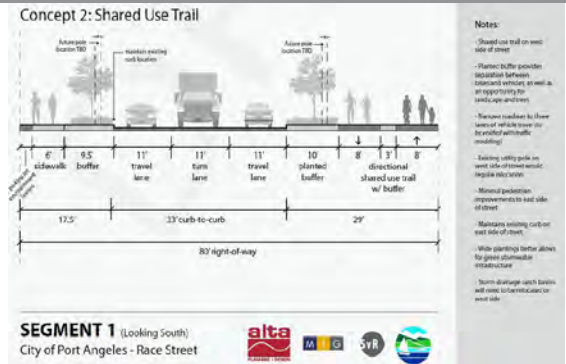 Concept 2: Shared Use Trail
future pole
location TBD
maintain existing
curb location
future pole
location TBD
6'
sidewalk
9.5'
buffer
11'
travel
lane
11'
turn
lane
11'
travel
lane
10'
planted
buffer
8'
3'
8'
directional
shared use trail
w/ buffer
17.5'
33' curb-to-curb
29'
80' right-of-way
SEGMENT 1 (Looking South)
City of Port Angeles - Race Street
alta
PLANNING + DESIGN
MIG
SvR
Notes:
- Shared use trail on west
side of street
- Planted buffer provides
separation between
bikes and vehicles, as well as
an opportunity for
landscape and trees
- Narrows roadway to three
lanes of vehicle travel (to
be verified with traffic
modeling)
- Existing utility pole on
west side of street would
require relocation
- Minimal pedestrian
improvements to east side
of street
- Maintains existing curb on
east side of street
- Wide plantings better allows
for green stormwater
infrastructure
- Storm drainage catch basins
will need to be relocated on
west side